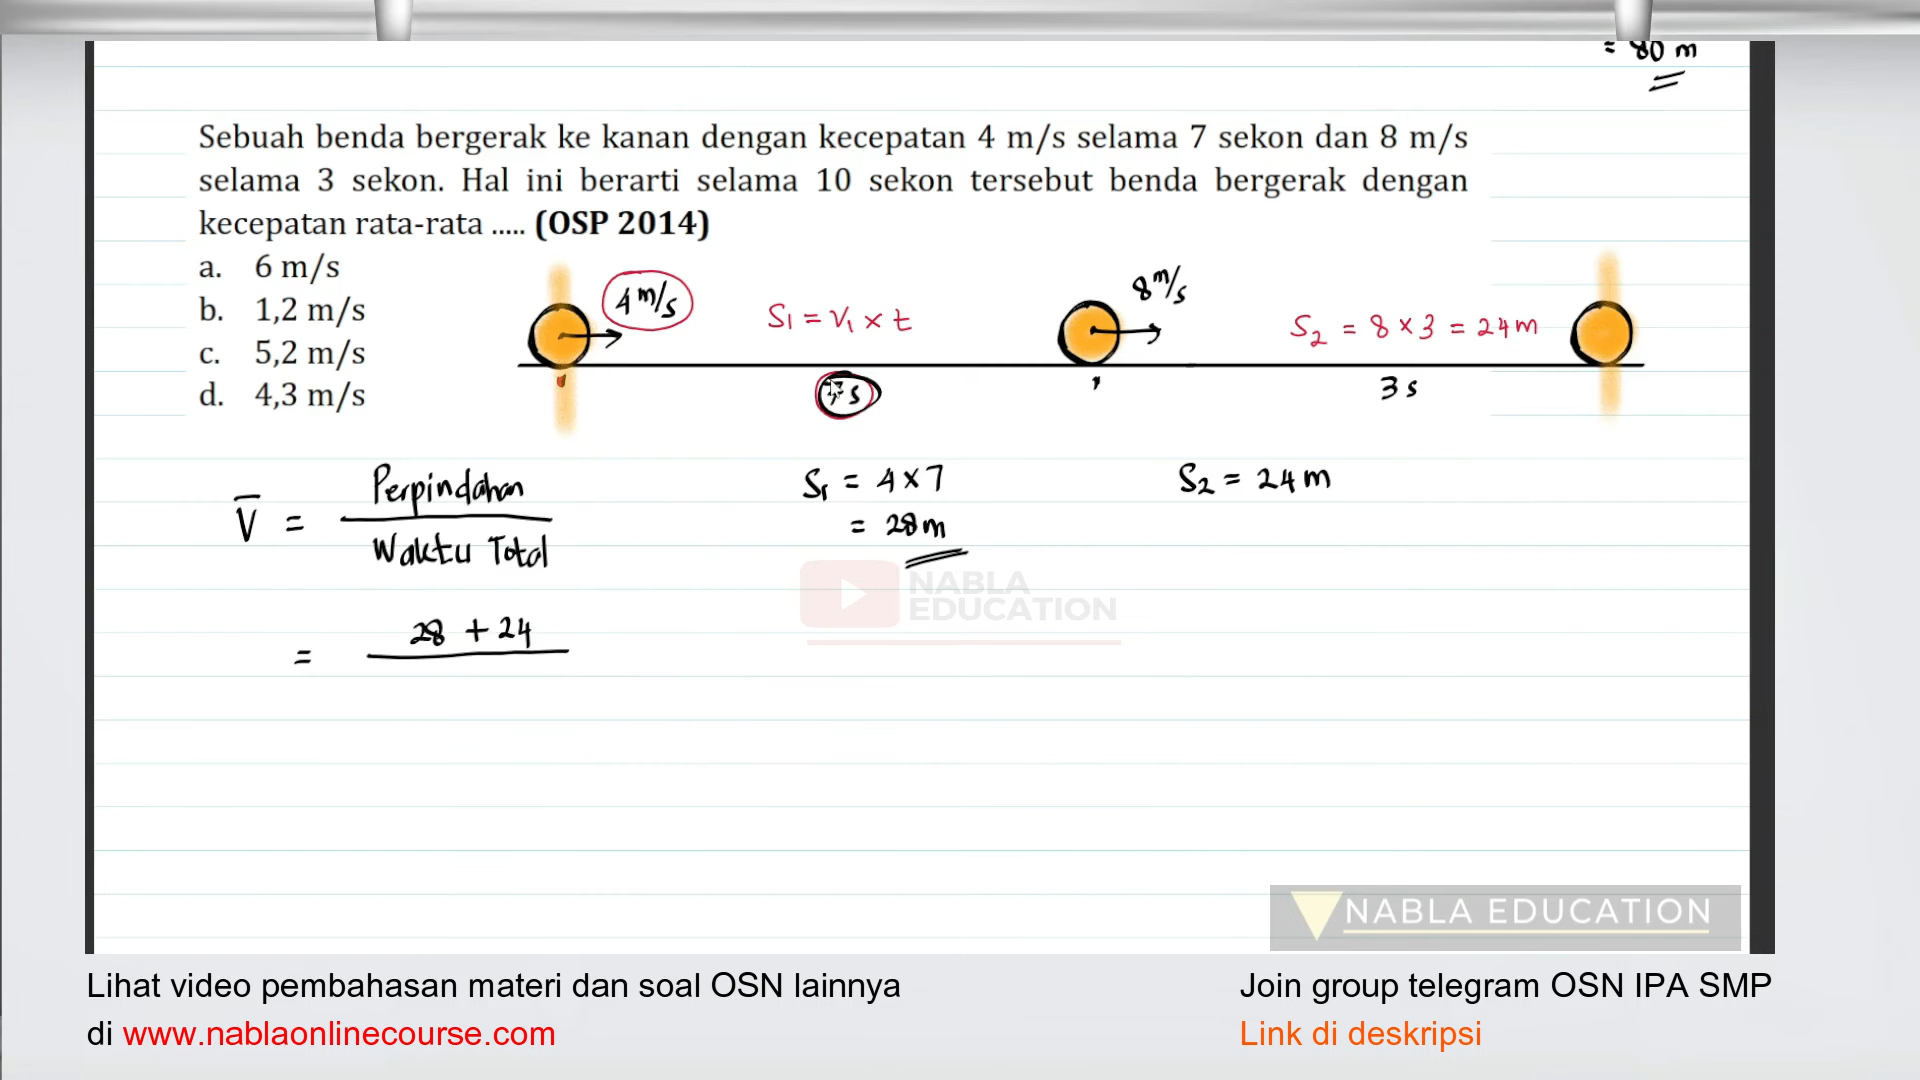 = 80 m
Sebuah benda bergerak ke kanan dengan kecepatan 4 m/s selama 7 sekon dan 8 m/s
selama 3 sekon. Hal ini berarti selama 10 sekon tersebut benda bergerak dengan
kecepatan rata-rata ..... (OSP 2014)
a. 6 m/s
b. 1,2 m/s
c. 5,2 m/s
d. 4,3 m/s
4 m/s
S1 = V1 × t
8 m/s
S2 = 8 × 3 = 24 m
7 s
3 s
V̅ = Perpindahan
Waktu Total
S1 = 4 × 7
= 28 m
S2 = 24 m
= 28 + 24
NABLA
EDUCATION
NABLA EDUCATION
Lihat video pembahasan materi dan soal OSN lainnya
di www.nablaonlinecourse.com
Join group telegram OSN IPA SMP
Link di deskripsi